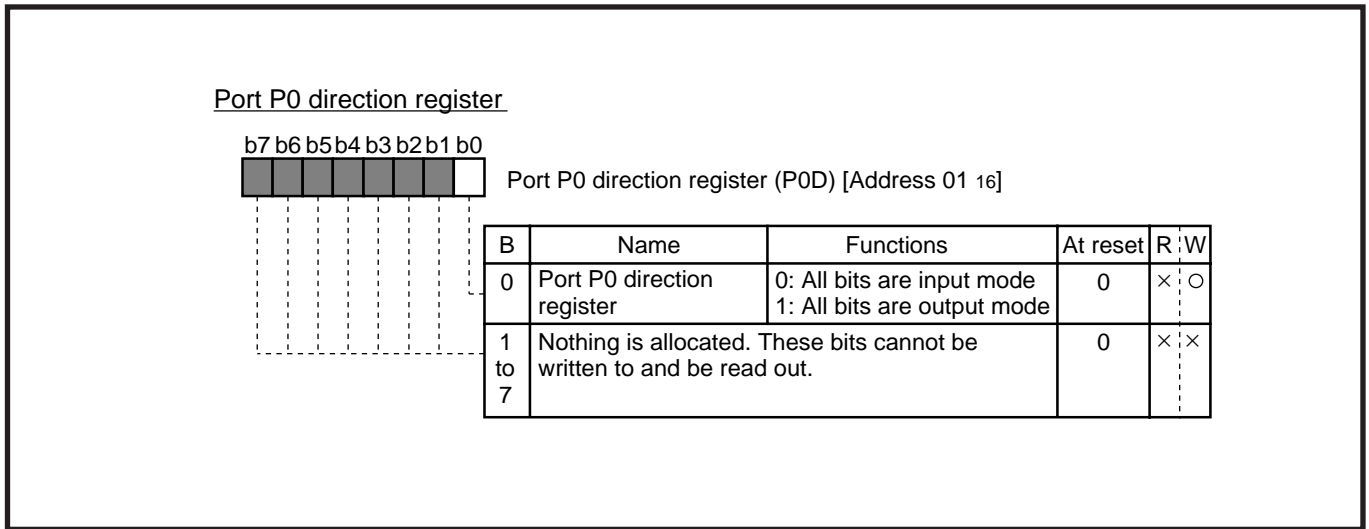 Port P0 direction register
b7 b6 b5 b4 b3 b2 b1 b0
Port P0 direction register (P0D) [Address 01 16]
B Name Functions At reset R W
0 Port P0 direction 0: All bits are input mode 0 × ○
register 1: All bits are output mode
1 Nothing is allocated. These bits cannot be 0 × ×
to written to and be read out.
7